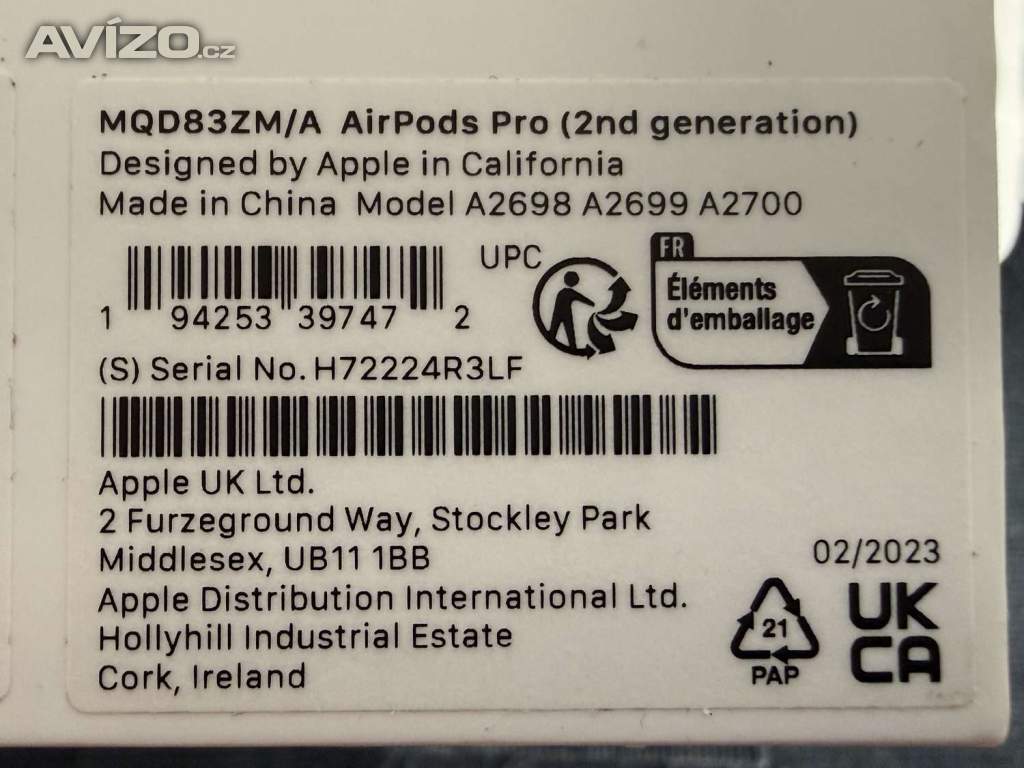 AVÍZO.cz
MQD83ZM/A AirPods Pro (2nd generation)
Designed by Apple in California
Made in China Model A2698 A2699 A2700
UPC
FR
Éléments
d'emballage
1 94253 39747 2
(S) Serial No. H72224R3LF
Apple UK Ltd.
2 Furzeground Way, Stockley Park
Middlesex, UB11 1BB
Apple Distribution International Ltd.
Hollyhill Industrial Estate
Cork, Ireland
02/2023
21
PAP
UK
CA